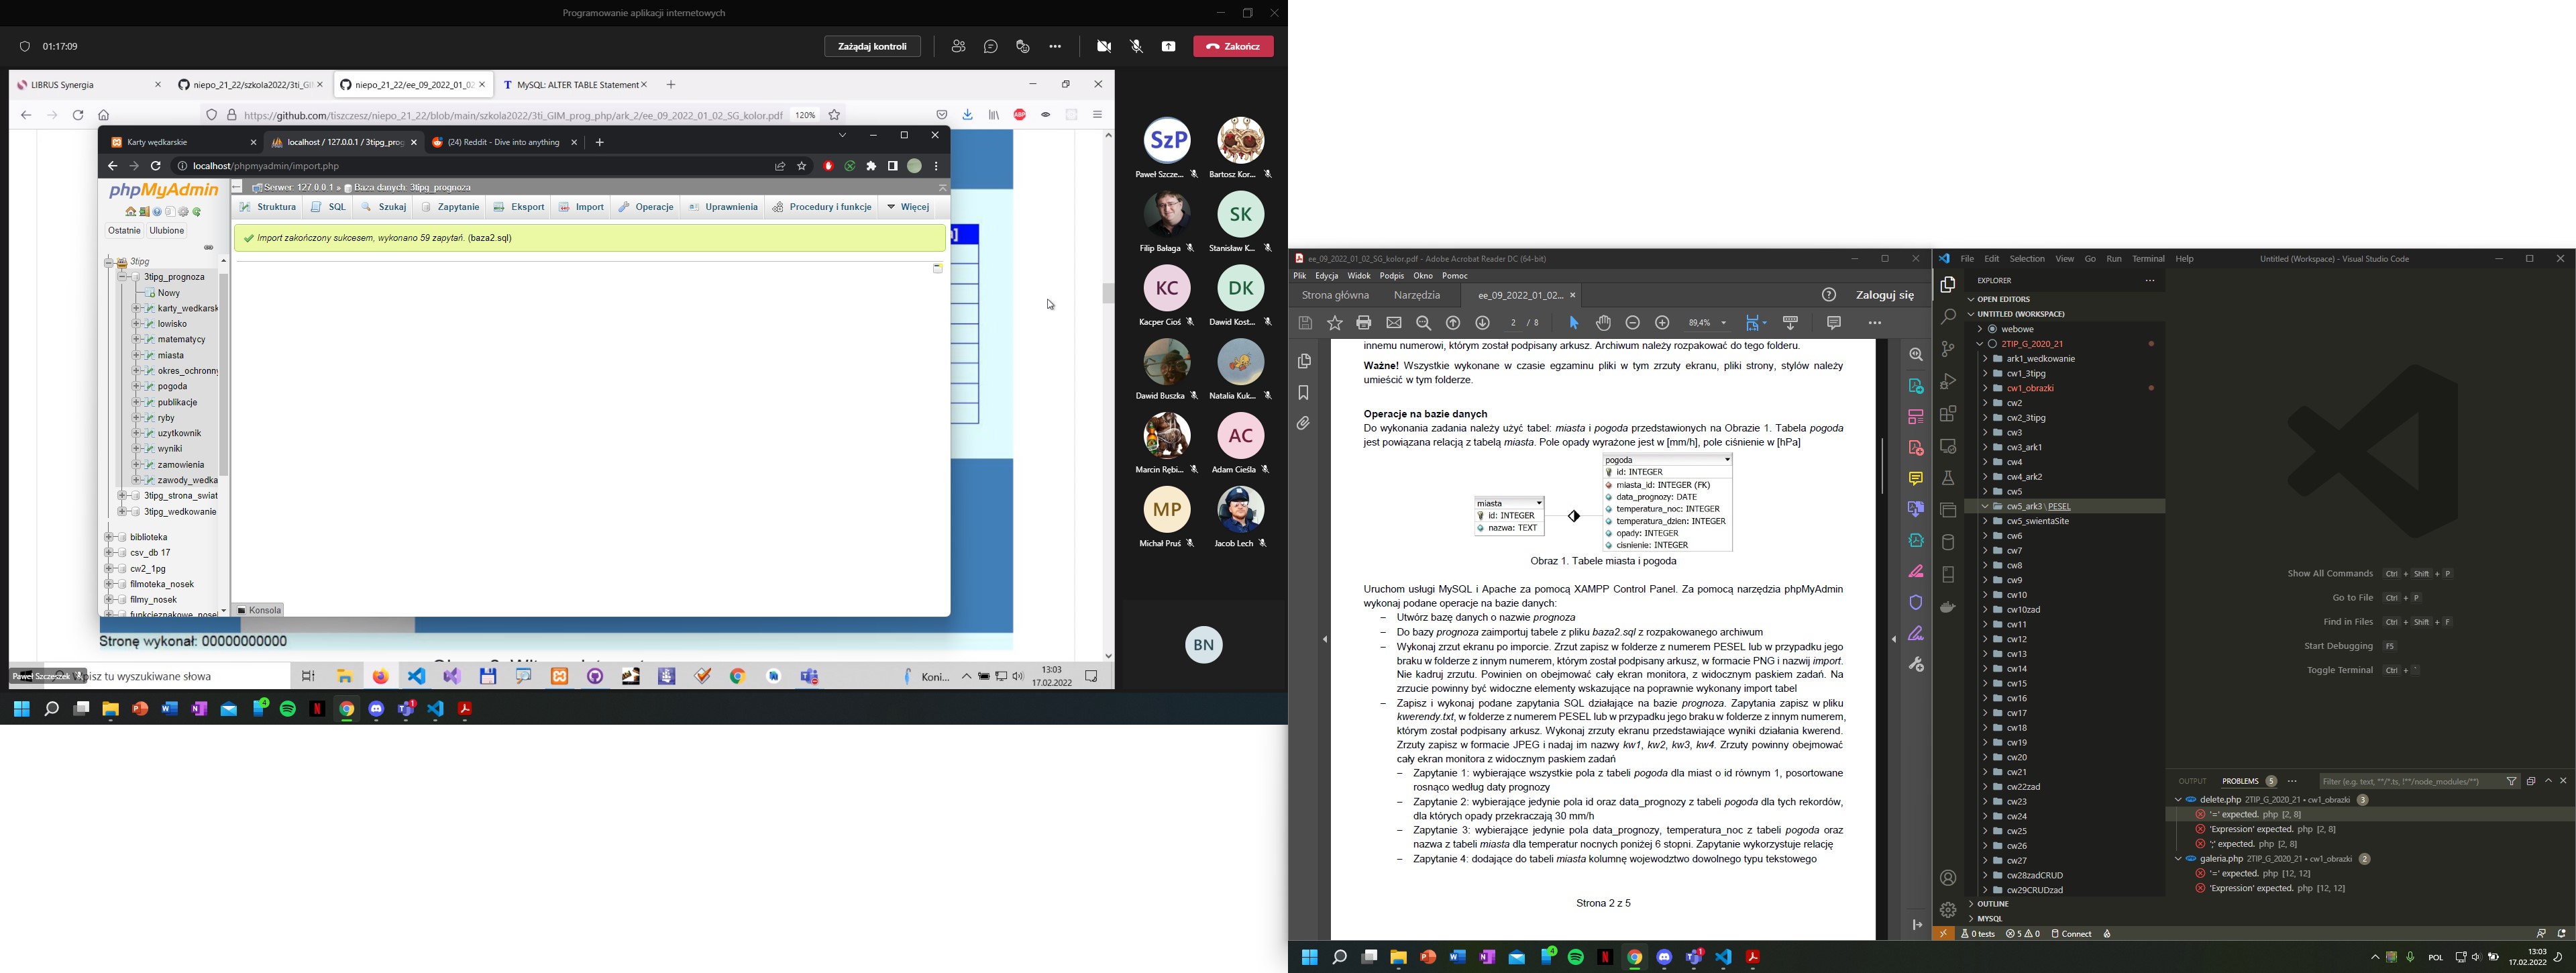 Programowanie aplikacji internetowych
01:17:09
Zażądaj kontroli
Zakończ
LIBRUS Synergia
niepo_21_22/szkola2022/3ti_GI
niepo_21_22/ee_09_2022_01_02
MySQL: ALTER TABLE Statement
https://github.com/tiszczesz/niepo_21_22/blob/main/szkola2022/3ti_GIM_prog_php/ark_2/ee_09_2022_01_02_SG_kolor.pdf
120%
Karty wędkarskie
localhost / 127.0.0.1 / 3tipg_prog
(24) Reddit - Dive into anything
localhost/phpmyadmin/import.php
phpMyAdmin
Ostatnie
Ulubione
Serwer: 127.0.0.1 » Baza danych: 3tipg_prognoza
Struktura
SQL
Szukaj
Zapytanie
Eksport
Import
Operacje
Uprawnienia
Procedury i funkcje
Więcej
Import zakończony sukcesem, wykonano 59 zapytań. (baza2.sql)
3tipg
3tipg_prognoza
Nowy
karty_wedkarsk
lowisko
matematycy
miasta
okres_ochronny
pogoda
publikacje
ryby
uzytkownik
wyniki
zamowienia
zawody_wedka
3tipg_strona_swiat
3tipg_wedkowanie
biblioteka
csv_db 17
cw2_1pg
filmoteka_nosek
filmy_nosek
funkcjeznakowe_nosel
Konsola
Stronę wykonał: 00000000000
Paweł Szczeszek
pisz tu wyszukiwane słowa
Koni...
13:03
17.02.2022
SzP
Paweł Szcze...
Bartosz Kor...
Filip Bałaga
SK
Stanisław K...
KC
Kacper Cioś
DK
Dawid Kost...
Dawid Buszka
Natalia Kuk...
Marcin Rębi...
AC
Adam Cieśla
MP
Michał Pruś
Jacob Lech
BN
ee_09_2022_01_02_SG_kolor.pdf - Adobe Acrobat Reader DC (64-bit)
Plik Edycja Widok Podpis Okno Pomoc
Strona główna
Narzędzia
ee_09_2022_01_02...
Zaloguj się
2 / 8
89,4%
innemu numerowi, którym został podpisany arkusz. Archiwum należy rozpakować do tego folderu.
Ważne! Wszystkie wykonane w czasie egzaminu pliki w tym zrzuty ekranu, pliki strony, stylów należy
umieścić w tym folderze.
Operacje na bazie danych
Do wykonania zadania należy użyć tabel: miasta i pogoda przedstawionych na Obrazie 1. Tabela pogoda
jest powiązana relacją z tabelą miasta. Pole opady wyrażone jest w [mm/h], pole ciśnienie w [hPa]
miasta
id: INTEGER
nazwa: TEXT
pogoda
id: INTEGER
miasta_id: INTEGER (FK)
data_prognozy: DATE
temperatura_noc: INTEGER
temperatura_dzien: INTEGER
opady: INTEGER
cisnienie: INTEGER
Obraz 1. Tabele miasta i pogoda
Uruchom usługi MySQL i Apache za pomocą XAMPP Control Panel. Za pomocą narzędzia phpMyAdmin
wykonaj podane operacje na bazie danych:
– Utwórz bazę danych o nazwie prognoza
– Do bazy prognoza zaimportuj tabele z pliku baza2.sql z rozpakowanego archiwum
– Wykonaj zrzut ekranu po imporcie. Zrzut zapisz w folderze z numerem PESEL lub w przypadku jego
braku w folderze z innym numerem, którym został podpisany arkusz, w formacie PNG i nazwij import.
Nie kadruj zrzutu. Powinien on obejmować cały ekran monitora, z widocznym paskiem zadań. Na
zrzucie powinny być widoczne elementy wskazujące na poprawnie wykonany import tabel
– Zapisz i wykonaj podane zapytania SQL działające na bazie prognoza. Zapytania zapisz w pliku
kwerendy.txt, w folderze z numerem PESEL lub w przypadku jego braku w folderze z innym numerem,
którym został podpisany arkusz. Wykonaj zrzuty ekranu przedstawiające wyniki działania kwerend.
Zrzuty zapisz w formacie JPEG i nadaj im nazwy kw1, kw2, kw3, kw4. Zrzuty powinny obejmować
cały ekran monitora z widocznym paskiem zadań
– Zapytanie 1: wybierające wszystkie pola z tabeli pogoda dla miast o id równym 1, posortowane
rosnąco według daty prognozy
– Zapytanie 2: wybierające jedynie pola id oraz data_prognozy z tabeli pogoda dla tych rekordów,
dla których opady przekraczają 30 mm/h
– Zapytanie 3: wybierające jedynie pola data_prognozy, temperatura_noc z tabeli pogoda oraz
nazwa z tabeli miasta dla temperatur nocnych poniżej 6 stopni. Zapytanie wykorzystuje relację
– Zapytanie 4: dodające do tabeli miasta kolumnę wojewodztwo dowolnego typu tekstowego
Strona 2 z 5
File Edit Selection View Go Run Terminal Help
Untitled (Workspace) - Visual Studio Code
EXPLORER
OPEN EDITORS
UNTITLED (WORKSPACE)
webowe
2TIP_G_2020_21
ark1_wedkowanie
cw1_3tipg
cw1_obrazki
cw2
cw2_3tipg
cw3
cw3_ark1
cw4
cw4_ark2
cw5
cw5_ark3 \ PESEL
cw5_swientaSite
cw6
cw7
cw8
cw9
cw10
cw10zad
cw11
cw12
cw13
cw14
cw15
cw16
cw17
cw18
cw19
cw20
cw21
cw22zad
cw23
cw24
cw25
cw26
cw27
cw28zadCRUD
cw29CRUDzad
OUTLINE
MYSQL
Show All Commands Ctrl + Shift + P
Go to File Ctrl + P
Find in Files Ctrl + Shift + F
Start Debugging F5
Toggle Terminal Ctrl + `
OUTPUT
PROBLEMS 5
Filter (e.g. text, **/*.ts, !**/node_modules/**)
delete.php 2TIP_G_2020_21 • cw1_obrazki 3
'=' expected. php [2, 8]
'Expression' expected. php [2, 8]
';' expected. php [2, 8]
galeria.php 2TIP_G_2020_21 • cw1_obrazki 2
'=' expected. php [12, 12]
'Expression' expected. php [12, 12]
0 tests
5 0
Connect
POL
13:03
17.02.2022